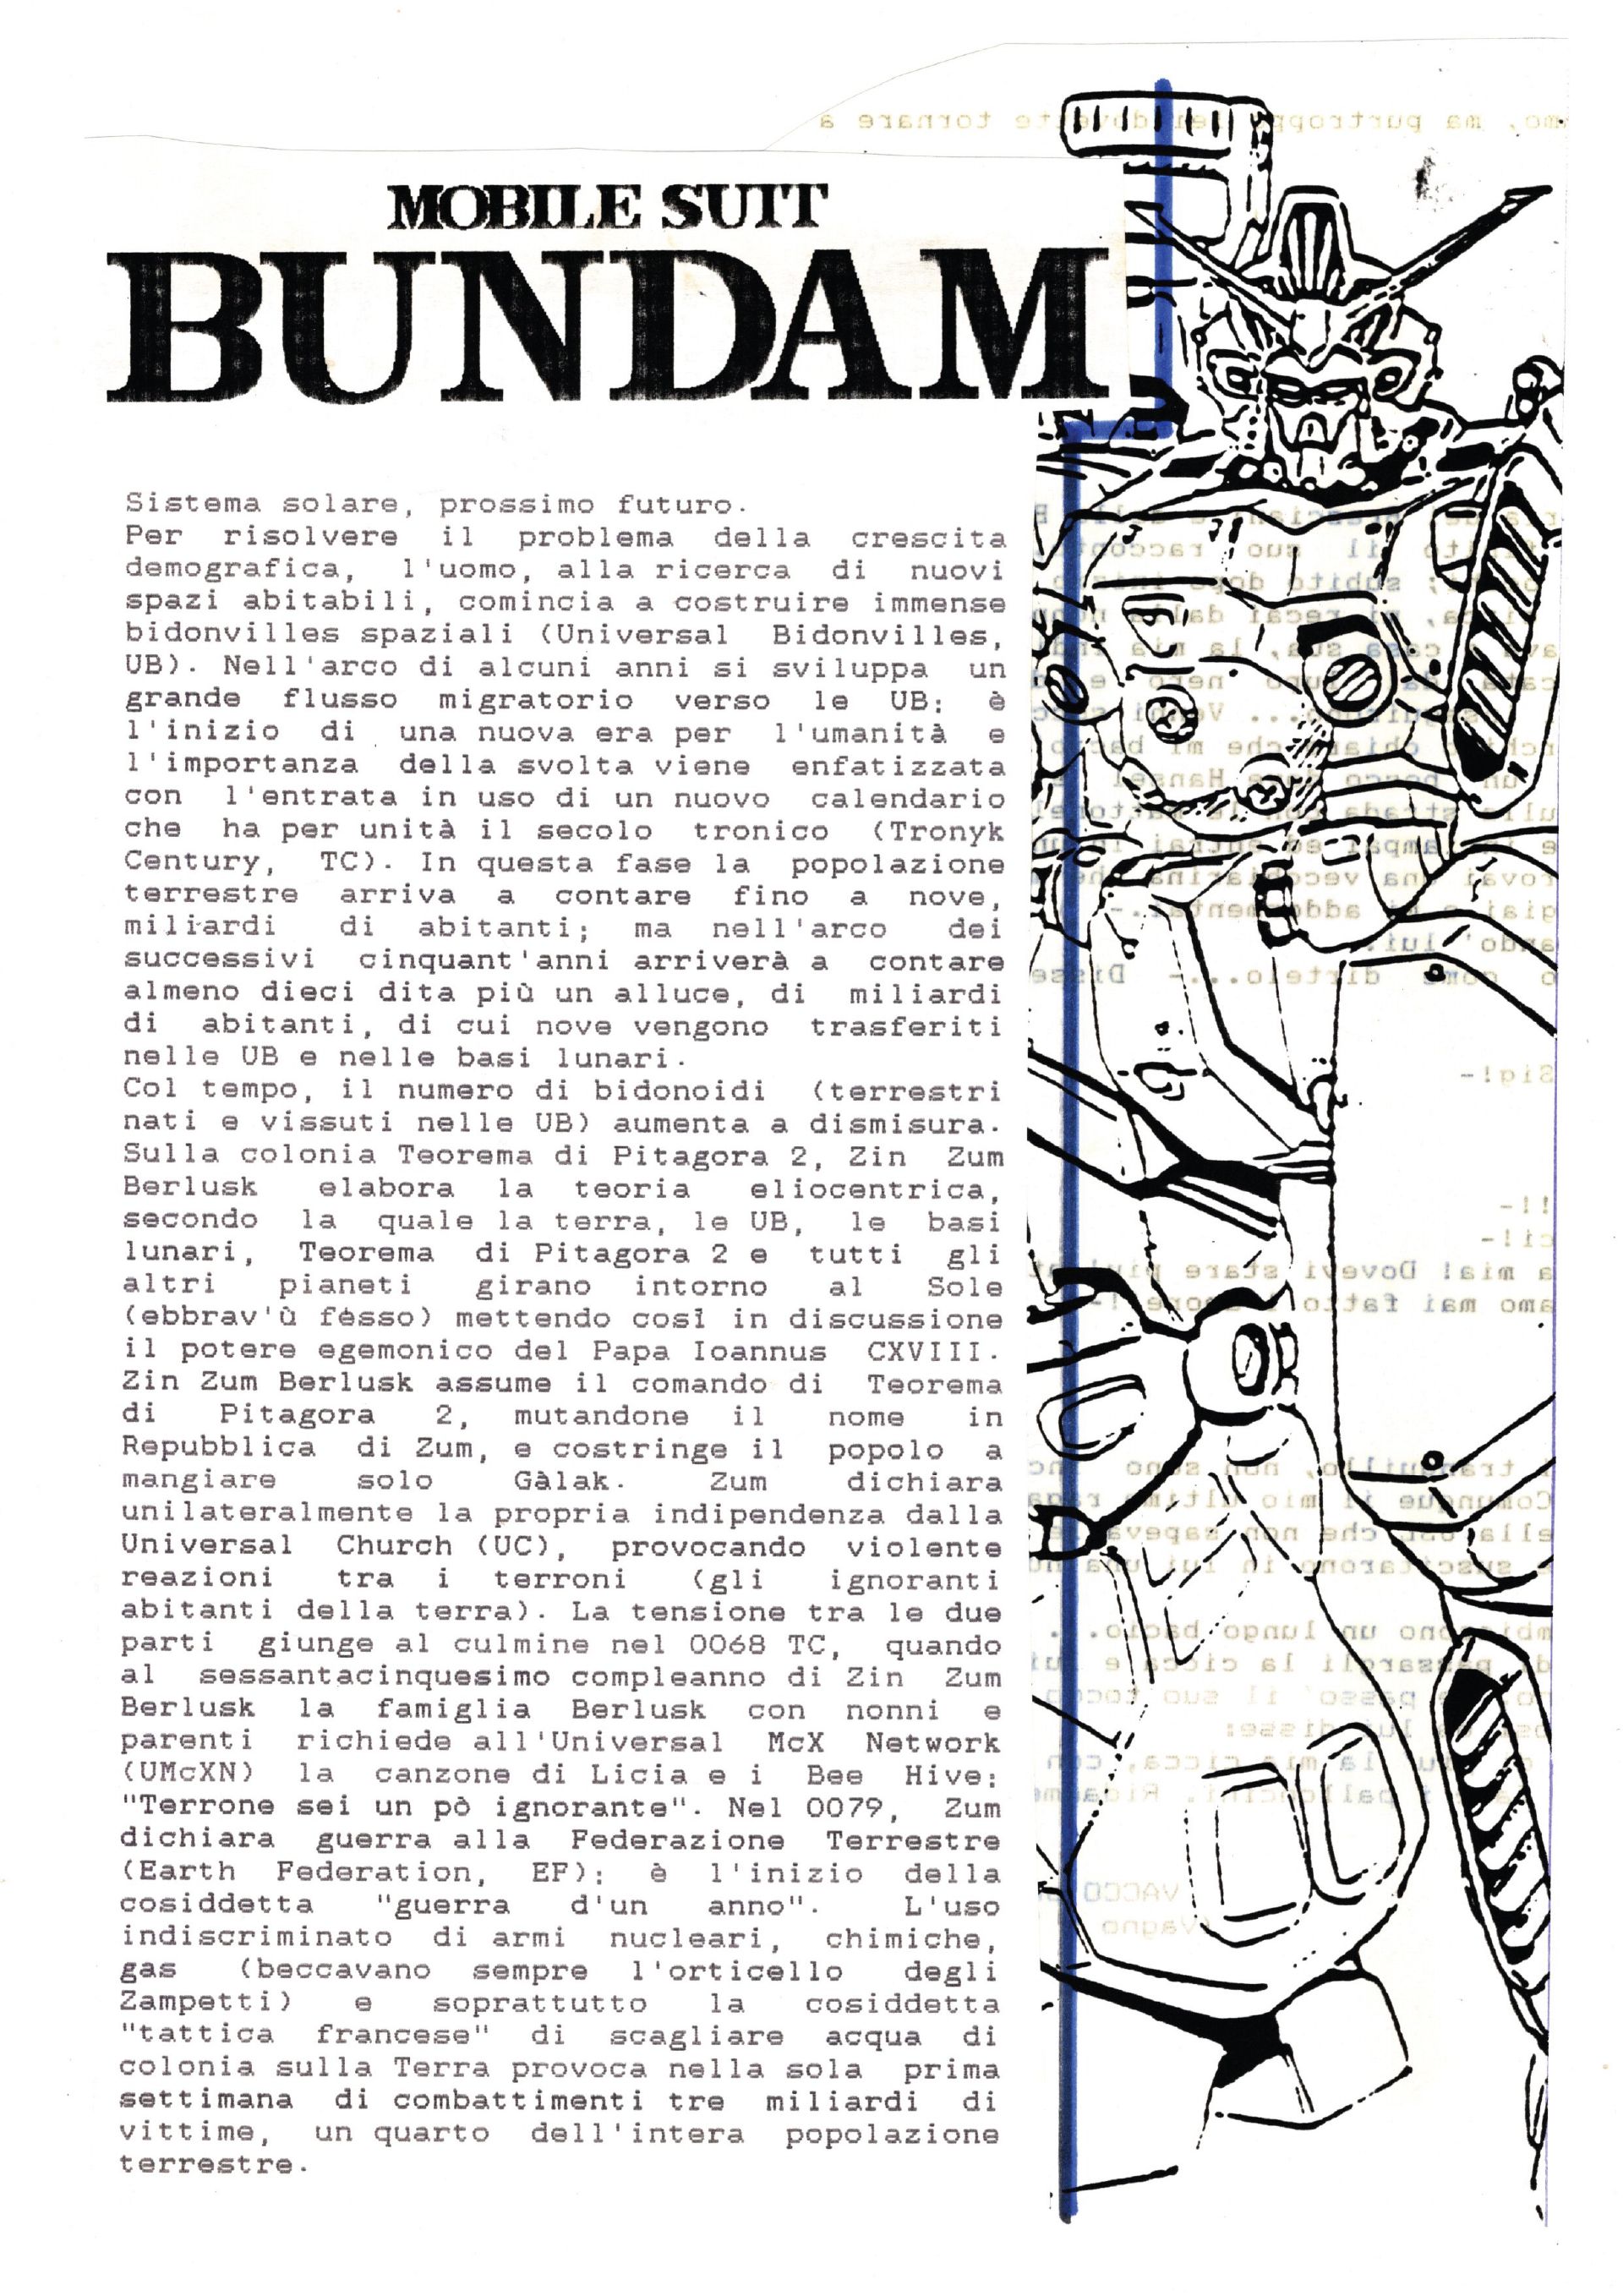 MOBILE SUIT
BUNDAM
Sistema solare, prossimo futuro.
Per risolvere il problema della crescita
demografica, l'uomo, alla ricerca di nuovi
spazi abitabili, comincia a costruire immense
bidonvilles spaziali (Universal Bidonvilles,
UB). Nell'arco di alcuni anni si sviluppa un
grande flusso migratorio verso le UB: è
l'inizio di una nuova era per l'umanità e
l'importanza della svolta viene enfatizzata
con l'entrata in uso di un nuovo calendario
che ha per unità il secolo tronico (Tronyk
Century, TC). In questa fase la popolazione
terrestre arriva a contare fino a nove,
miliardi di abitanti; ma nell'arco dei
successivi cinquant'anni arriverà a contare
almeno dieci dita più un alluce, di miliardi
di abitanti, di cui nove vengono trasferiti
nelle UB e nelle basi lunari.
Col tempo, il numero di bidonoidi (terrestri
nati e vissuti nelle UB) aumenta a dismisura.
Sulla colonia Teorema di Pitagora 2, Zin Zum
Berlusk elabora la teoria eliocentrica,
secondo la quale la terra, le UB, le basi
lunari, Teorema di Pitagora 2 e tutti gli
altri pianeti girano intorno al Sole
(ebbrav'ù fèsso) mettendo così in discussione
il potere egemonico del Papa Ioannus CXVIII.
Zin Zum Berlusk assume il comando di Teorema
di Pitagora 2, mutandone il nome in
Repubblica di Zum, e costringe il popolo a
mangiare solo Gàlak. Zum dichiara
unilateralmente la propria indipendenza dalla
Universal Church (UC), provocando violente
reazioni tra i terroni (gli ignoranti
abitanti della terra). La tensione tra le due
parti giunge al culmine nel 0068 TC, quando
al sessantacinquesimo compleanno di Zin Zum
Berlusk la famiglia Berlusk con nonni e
parenti richiede all'Universal McX Network
(UMcXN) la canzone di Licia e i Bee Hive:
"Terrone sei un pò ignorante". Nel 0079, Zum
dichiara guerra alla Federazione Terrestre
(Earth Federation, EF): è l'inizio della
cosiddetta "guerra d'un anno". L'uso
indiscriminato di armi nucleari, chimiche,
gas (beccavano sempre l'orticello degli
Zampetti) e soprattutto la cosiddetta
"tattica francese" di scagliare acqua di
colonia sulla Terra provoca nella sola prima
settimana di combattimenti tre miliardi di
vittime, un quarto dell'intera popolazione
terrestre.